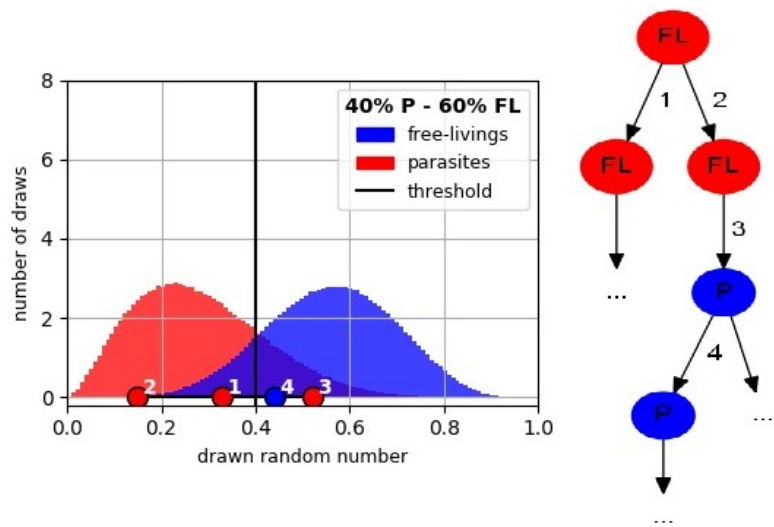 8
6
4
2
0
number of draws
0.0 0.2 0.4 0.6 0.8 1.0
drawn random number
40% P - 60% FL
free-livings
parasites
threshold
2 1 4 3
FL
1 2
FL FL
3
...
P
4
P
...
...